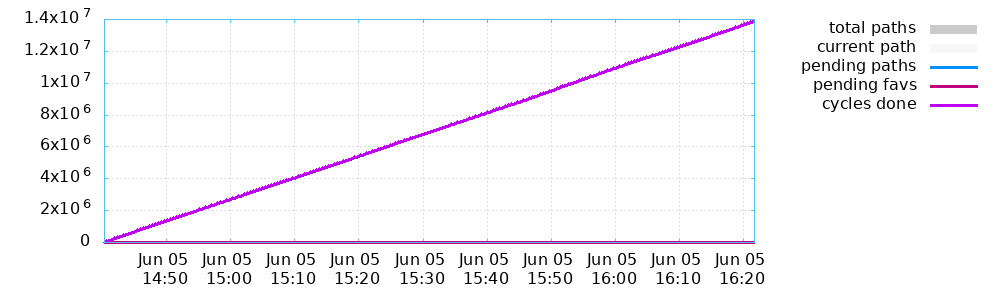 1.4x10 7
1.2x10 7
1x10 7
8x10 6
6x10 6
4x10 6
2x10 6
0
Jun 05 14:50
Jun 05 15:00
Jun 05 15:10
Jun 05 15:20
Jun 05 15:30
Jun 05 15:40
Jun 05 15:50
Jun 05 16:00
Jun 05 16:10
Jun 05 16:20
total paths
current path
pending paths
pending favs
cycles done